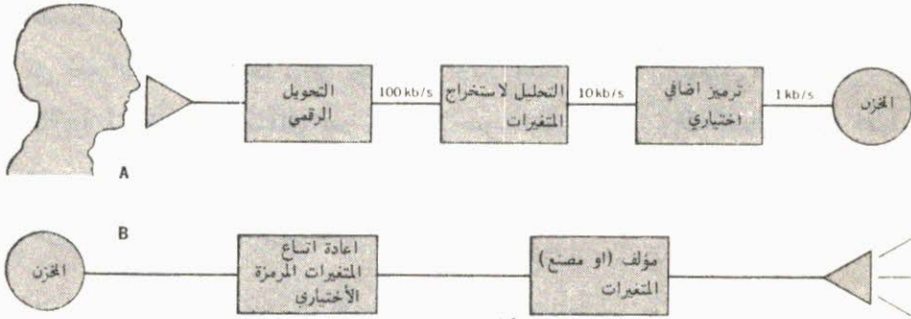 التحويل
الرقمي
100 kb/s
التحليل لاستخراج
المتغيرات
10 kb/s
ترميز اضافي
اختياري
1 kb/s
المخزن
A
B
المخزن
اعادة اتساع
المتغيرات المرمزة
الأختياري
مؤلف (او مصنع)
المتغيرات